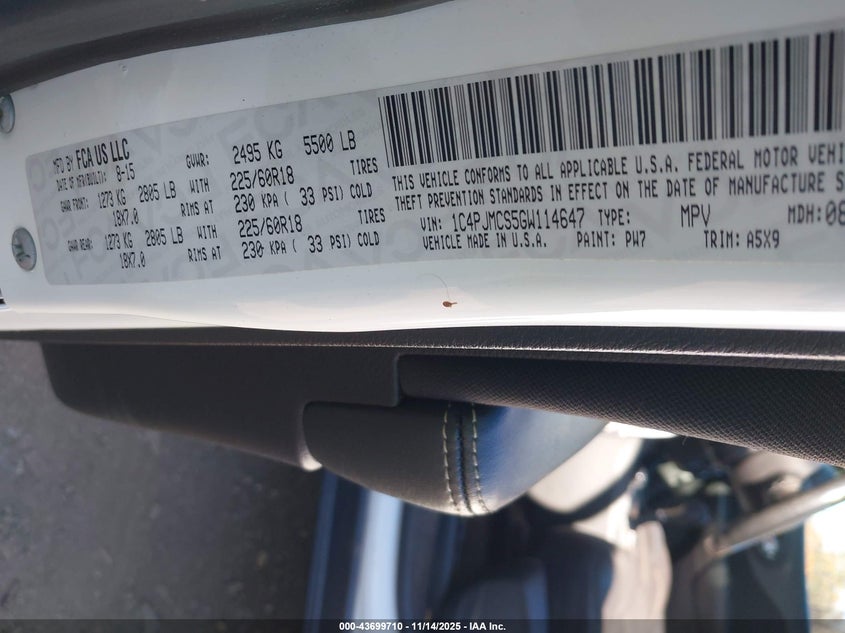 MFD BY FCA US LLC
DATE OF MFR(BUILT): 8-15 GVWR: 2495 KG 5500 LB
GAWR FRONT: 1273 KG 2805 LB WITH 225/60R18 TIRES
18X7.0 RIMS AT 230 KPA ( 33 PSI) COLD
GAWR REAR: 1273 KG 2805 LB WITH 225/60R18 TIRES
18X7.0 RIMS AT 230 KPA ( 33 PSI) COLD
THIS VEHICLE CONFORMS TO ALL APPLICABLE U.S.A. FEDERAL MOTOR VEHI
THEFT PREVENTION STANDARDS IN EFFECT ON THE DATE OF MANUFACTURE S
VIN: 1C4PJMCS5GW114647 TYPE: MPV MDH:08
VEHICLE MADE IN U.S.A. PAINT: PW7 TRIM: A5X9
000-43699710 - 11/14/2025 - IAA Inc.